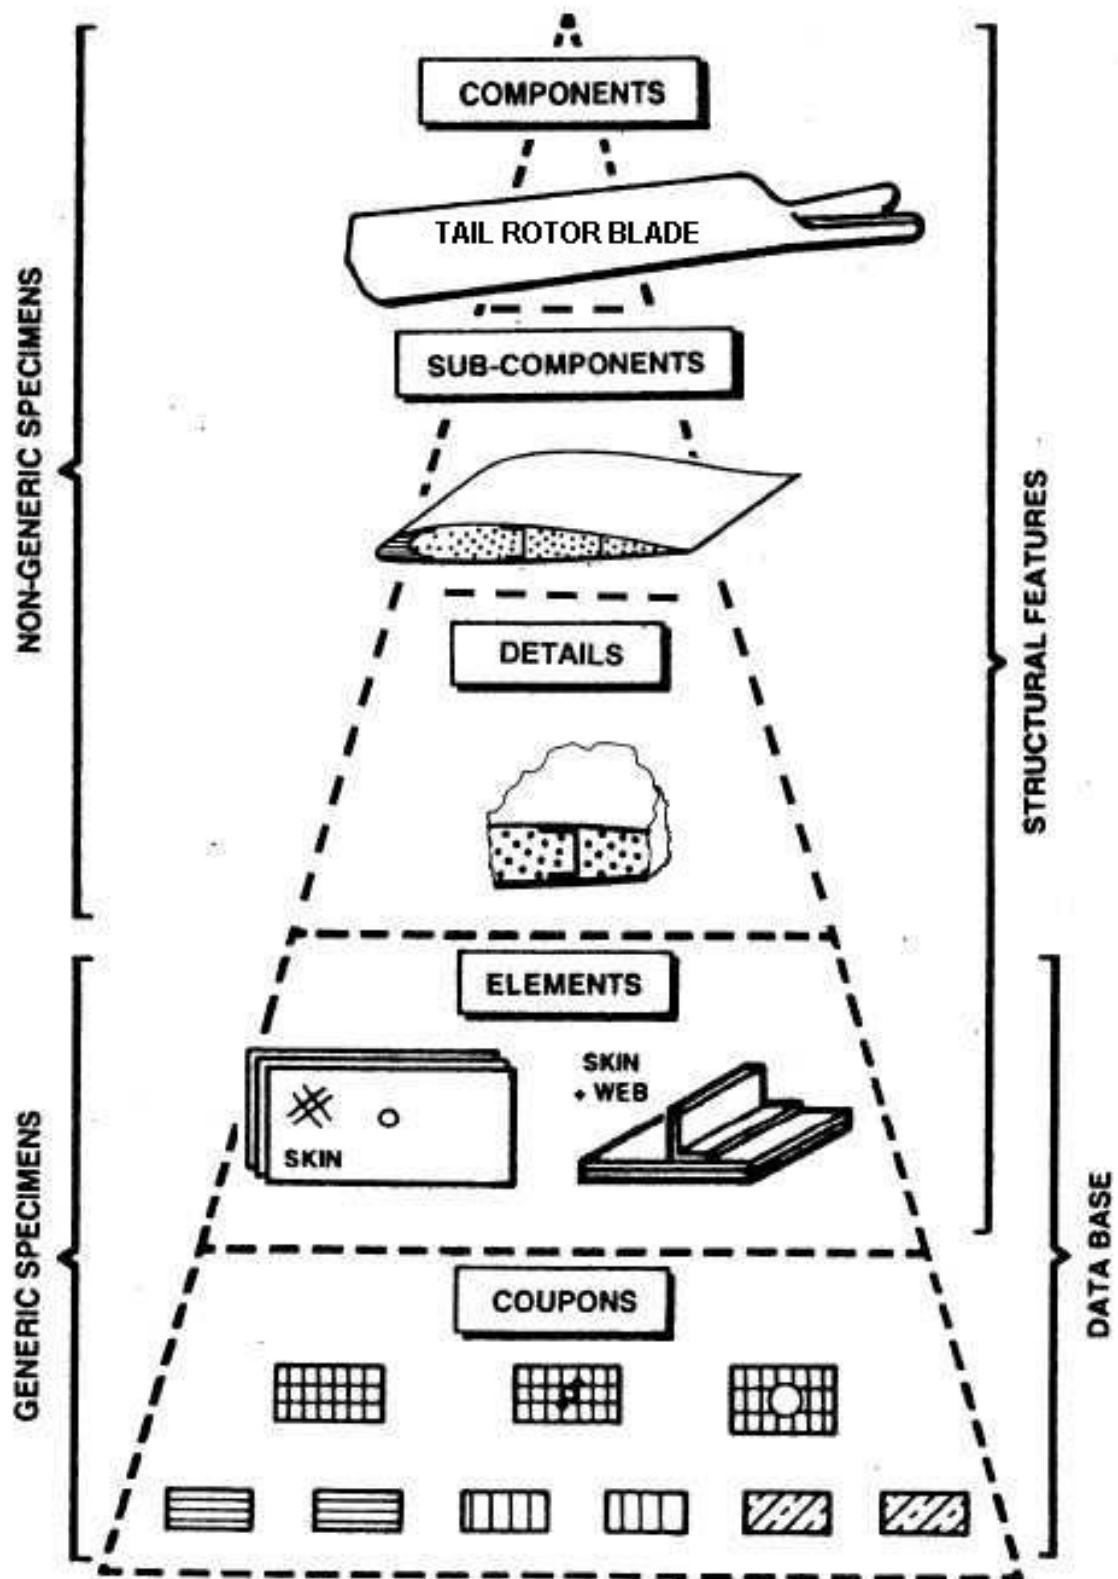 COMPONENTS
TAIL ROTOR BLADE
SUB-COMPONENTS
DETAILS
ELEMENTS
SKIN
SKIN
+ WEB
COUPONS
NON-GENERIC SPECIMENS
GENERIC SPECIMENS
STRUCTURAL FEATURES
DATA BASE